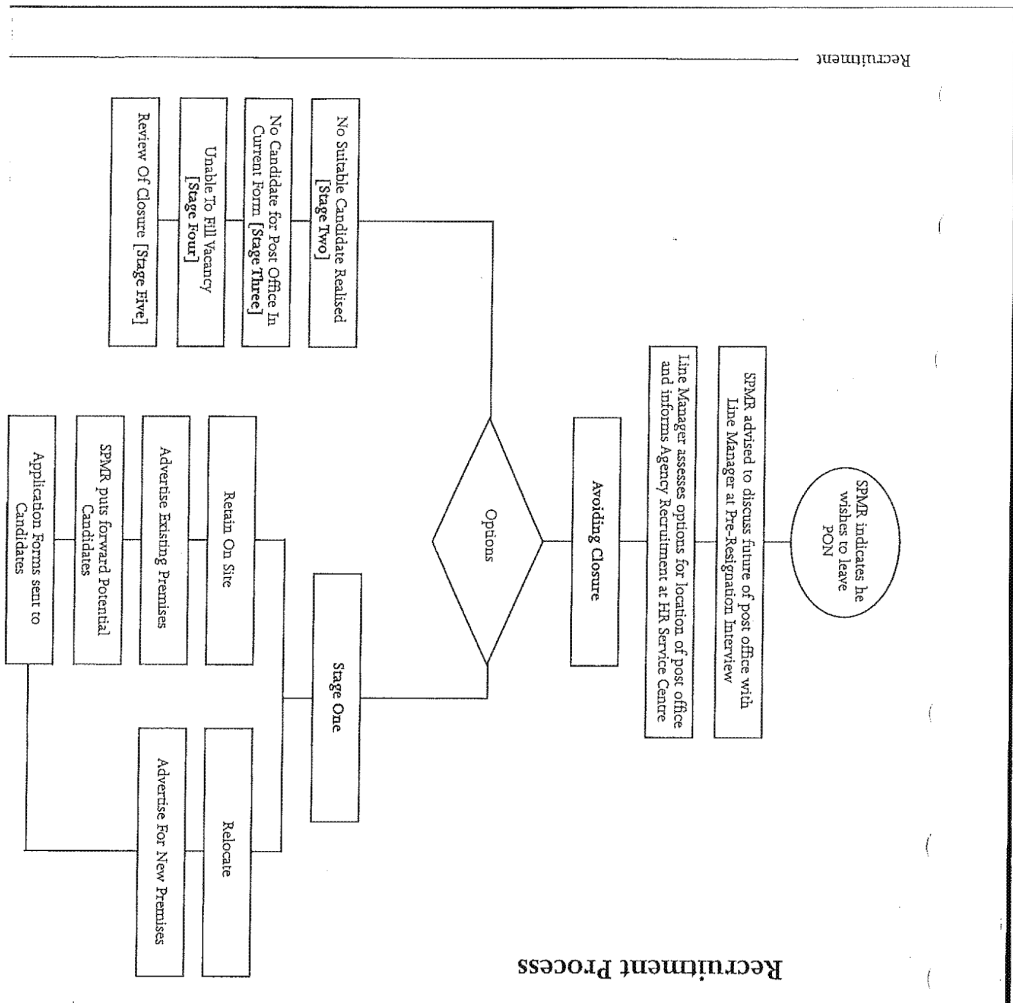 Recruitment
Recruitment Process
SPMR indicates he
wishes to leave
PON
SPMR advised to discuss future of post office with
Line Manager at Pre-Resignation Interview
Line Manager assesses options for location of post office
and informs Agency Recruitment at HR Service Centre
Avoiding Closure
Options
No Suitable Candidate Realised
[Stage Two]
No Candidate for Post Office In
Current Form [Stage Three]
Unable To Fill Vacancy
[Stage Four]
Review Of Closure [Stage Five]
Stage One
Retain On Site
Advertise Existing Premises
SPMR puts forward Potential
Candidates
Application Forms sent to
Candidates
Relocate
Advertise For New Premises